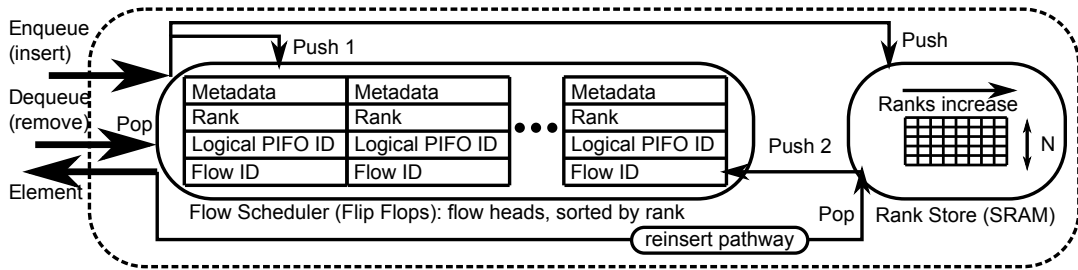 Enqueue
(insert)
Push 1
Push
Dequeue
(remove)
Pop
Element
Metadata
Rank
Logical PIFO ID
Flow ID
Metadata
Rank
Logical PIFO ID
Flow ID
Metadata
Rank
Logical PIFO ID
Flow ID
Push 2
Ranks increase
N
Pop
Flow Scheduler (Flip Flops): flow heads, sorted by rank
Rank Store (SRAM)
reinsert pathway